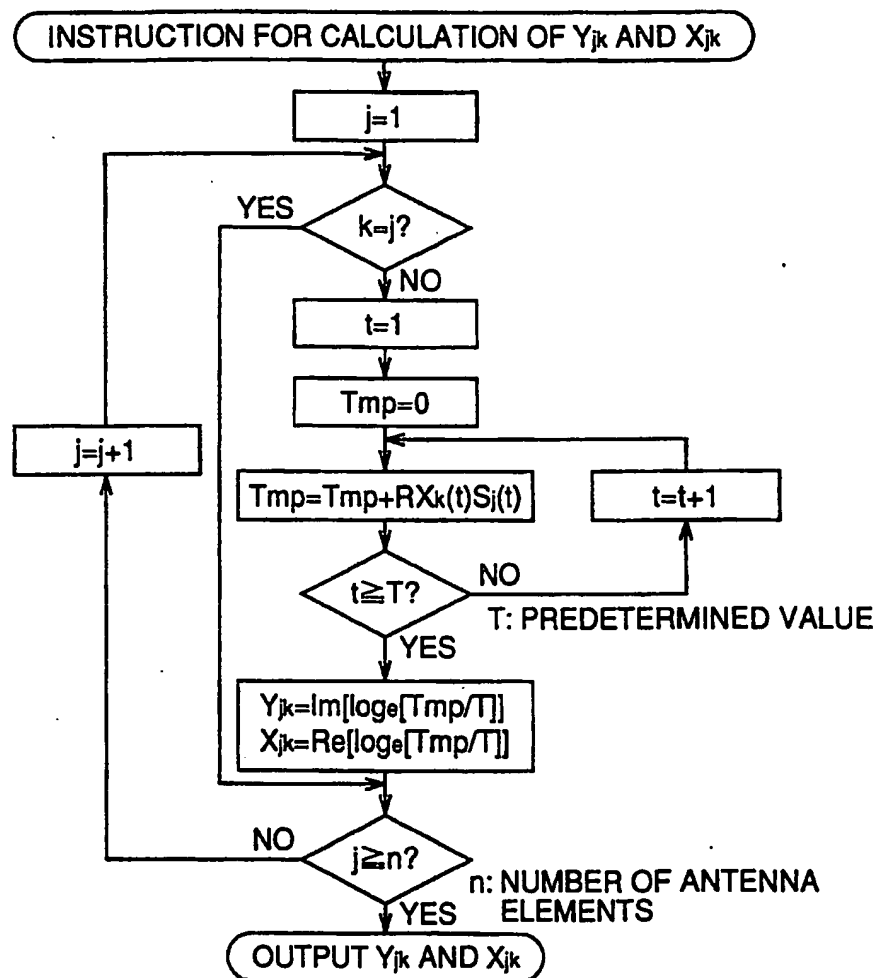 INSTRUCTION FOR CALCULATION OF Yjk AND Xjk
j=1
YES
k=j?
NO
t=1
Tmp=0
j=j+1
Tmp=Tmp+RXk(t)Sj(t)
t=t+1
t≧T?
NO
T: PREDETERMINED VALUE
YES
Yjk=Im[loge[Tmp/T]]
Xjk=Re[loge[Tmp/T]]
NO
j≧n?
n: NUMBER OF ANTENNA
ELEMENTS
YES
OUTPUT Yjk AND Xjk